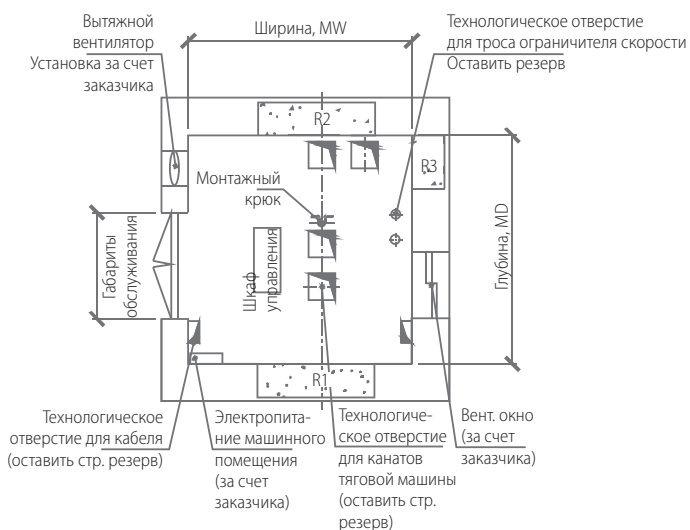 Вытяжной
вентилятор
Установка за счет
заказчика
Ширина, MW
Технологическое отверстие
для троса ограничителя скорости
Оставить резерв
R2
R3
Монтажный
крюк
Габариты
обслуживания
Шкаф
управления
Глубина, MD
R1
Технологическое
отверстие для кабеля
(оставить стр. резерв)
Электропита-
ние машинного
помещения
(за счет
заказчика)
Технологиче-
ское отверстие
для канатов
тяговой машины
(оставить стр.
резерв)
Вент. окно
(за счет
заказчика)